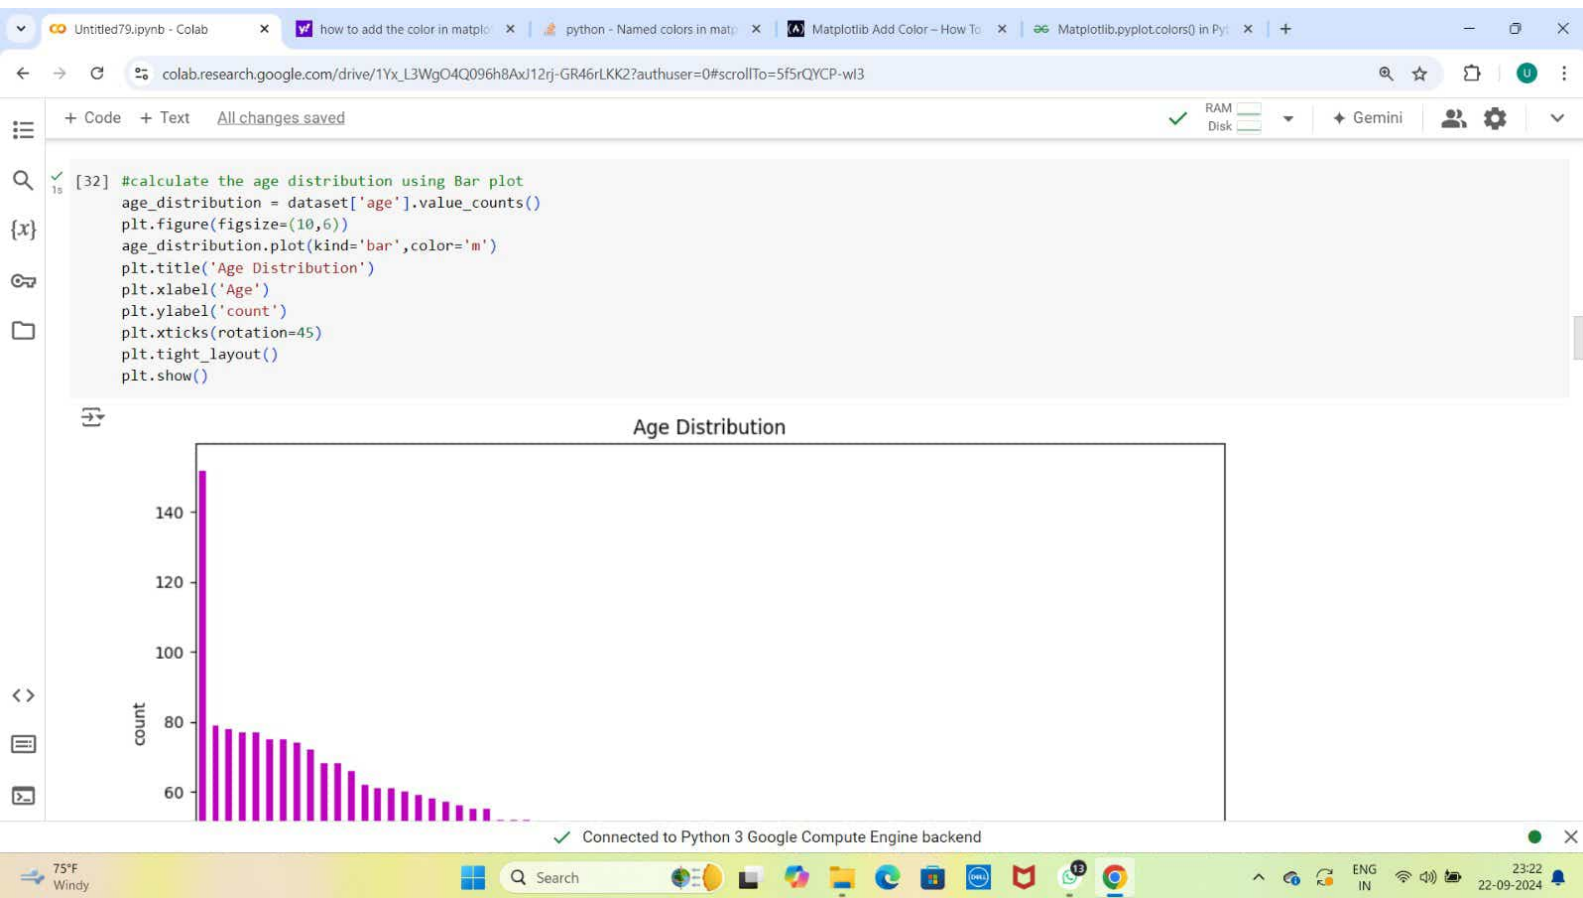 Untitled79.ipynb - Colab
how to add the color in matplo
python - Named colors in matp
Matplotlib Add Color – How To
Matplotlib.pyplot.colors() in Pyt
colab.research.google.com/drive/1Yx_L3WgO4Q096h8AxJ12rj-GR46rLKK2?authuser=0#scrollTo=5f5rQYCP-wI3
U
+ Code + Text All changes saved
RAM
Disk
Gemini
{x}
1s
[32] #calculate the age distribution using Bar plot
age_distribution = dataset['age'].value_counts()
plt.figure(figsize=(10,6))
age_distribution.plot(kind='bar',color='m')
plt.title('Age Distribution')
plt.xlabel('Age')
plt.ylabel('count')
plt.xticks(rotation=45)
plt.tight_layout()
plt.show()
Age Distribution
140
120
100
80
60
count
Connected to Python 3 Google Compute Engine backend
75°F
Windy
Search
DELL
13
ENG
IN
23:22
22-09-2024